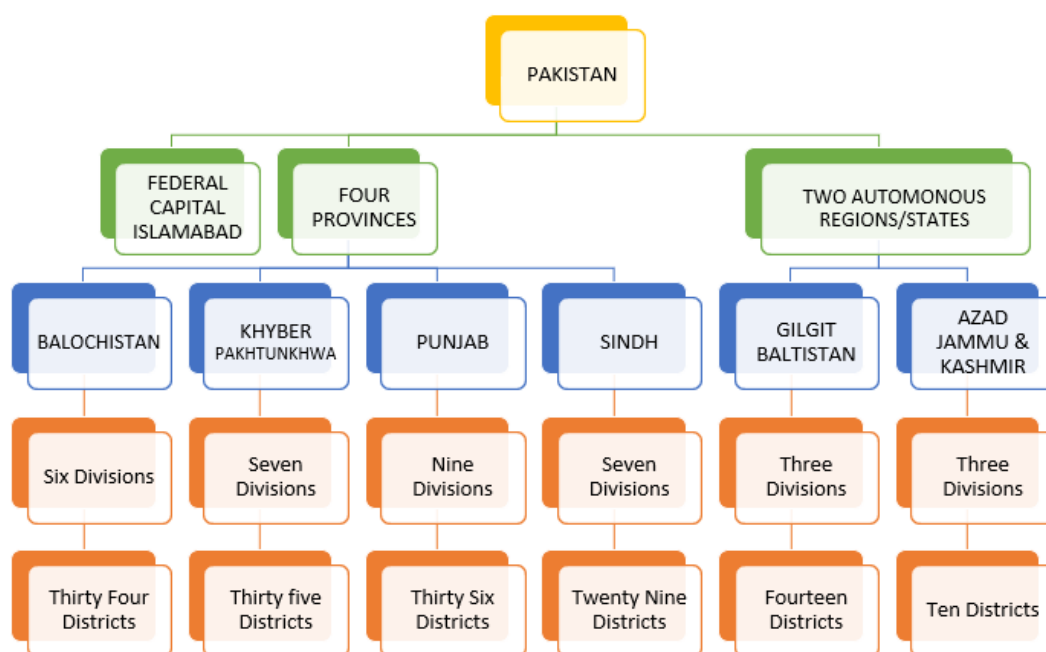 PAKISTAN
FEDERAL
CAPITAL
ISLAMABAD
FOUR
PROVINCES
TWO AUTOMONOUS
REGIONS/STATES
BALOCHISTAN
KHYBER
PAKHTUNKHWA
PUNJAB
SINDH
GILGIT
BALTISTAN
AZAD
JAMMU &
KASHMIR
Six Divisions
Seven
Divisions
Nine
Divisions
Seven
Divisions
Three
Divisions
Three
Divisions
Thirty Four
Districts
Thirty five
Districts
Thirty Six
Districts
Twenty Nine
Districts
Fourteen
Districts
Ten Districts